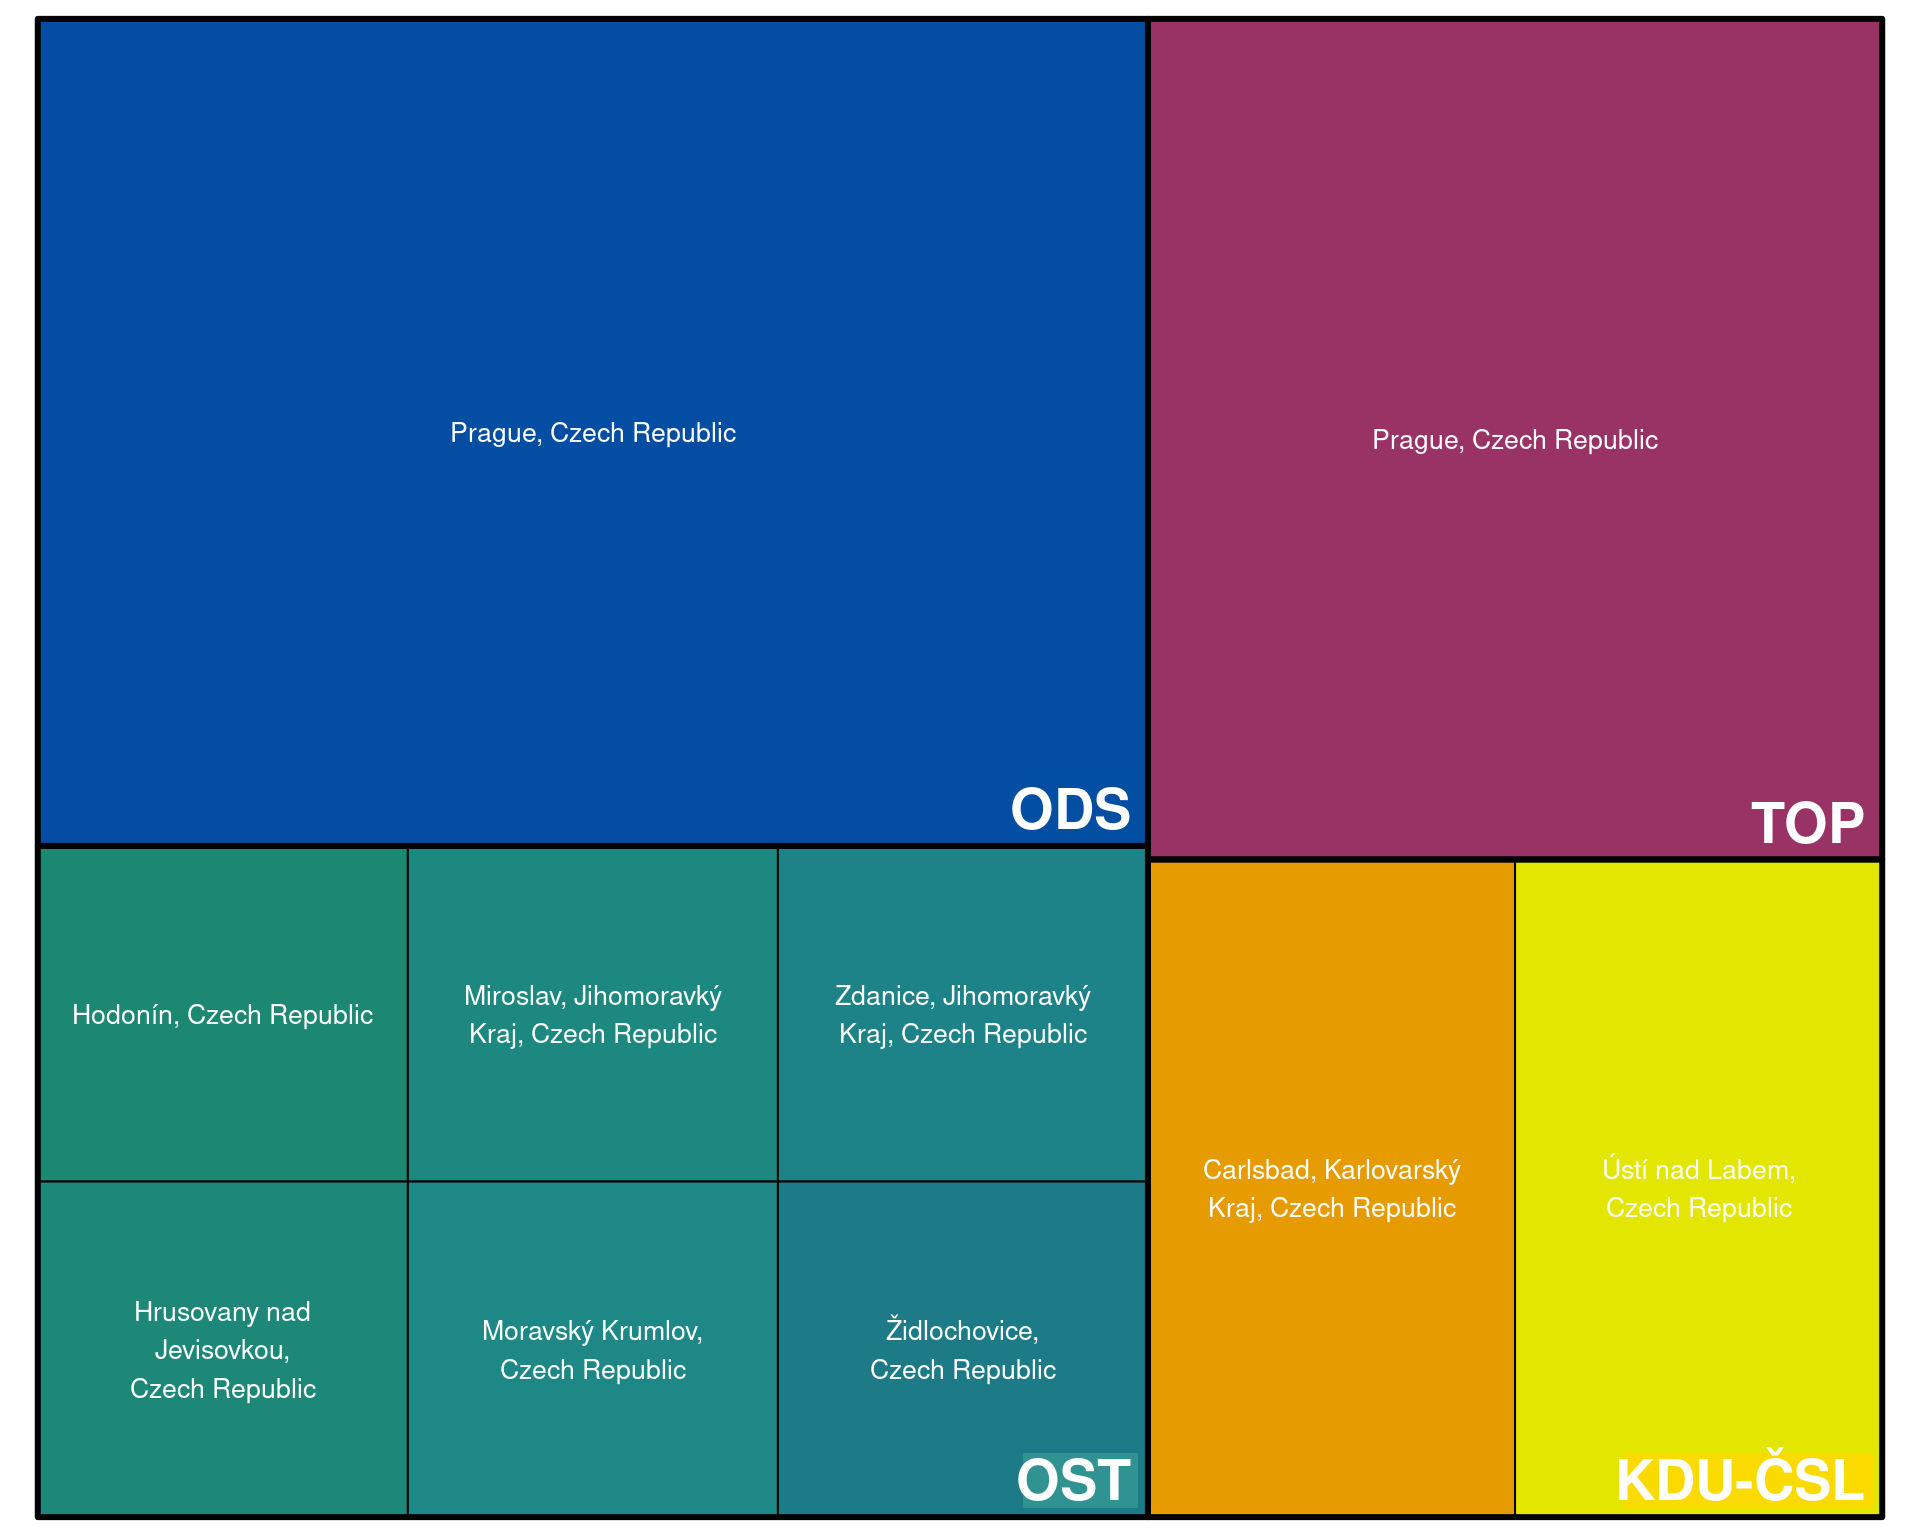 Prague, Czech Republic
ODS
Prague, Czech Republic
TOP
Hodonín, Czech Republic
Miroslav, Jihomoravký
Kraj, Czech Republic
Zdanice, Jihomoravký
Kraj, Czech Republic
Hrusovany nad
Jevisovkou,
Czech Republic
Moravský Krumlov,
Czech Republic
Židlochovice,
Czech Republic
OST
Carlsbad, Karlovarský
Kraj, Czech Republic
Ústí nad Labem,
Czech Republic
KDU-ČSL